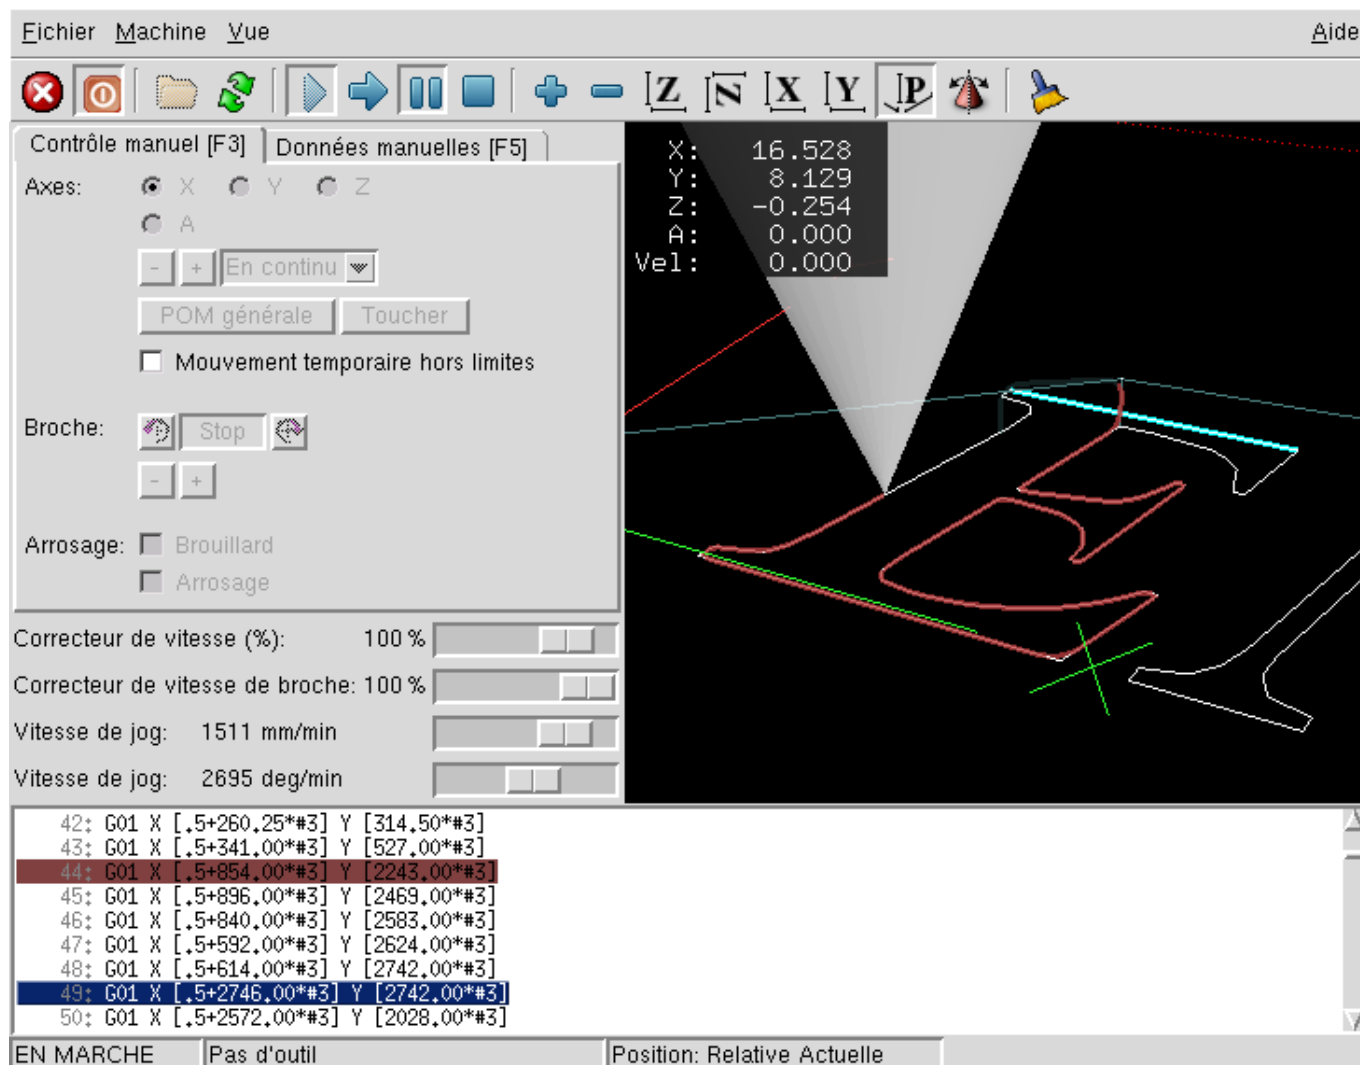 Fichier Machine Vue Aide
Z N X Y P
Contrôle manuel [F3] Données manuelles [F5]
Axes: X Y Z
A
- + En continu
POM générale Toucher
Mouvement temporaire hors limites
Broche: Stop
- +
Arrosage: Brouillard
Arrosage
Correcteur de vitesse (%): 100 %
Correcteur de vitesse de broche: 100 %
Vitesse de jog: 1511 mm/min
Vitesse de jog: 2695 deg/min
X: 16.528
Y: 8.129
Z: -0.254
A: 0.000
Vel: 0.000
42: G01 X [.5+260.25*#3] Y [314.50*#3]
43: G01 X [.5+341.00*#3] Y [527.00*#3]
44: G01 X [.5+854.00*#3] Y [2243.00*#3]
45: G01 X [.5+896.00*#3] Y [2469.00*#3]
46: G01 X [.5+840.00*#3] Y [2583.00*#3]
47: G01 X [.5+592.00*#3] Y [2624.00*#3]
48: G01 X [.5+614.00*#3] Y [2742.00*#3]
49: G01 X [.5+2746.00*#3] Y [2742.00*#3]
50: G01 X [.5+2572.00*#3] Y [2028.00*#3]
EN MARCHE Pas d'outil Position: Relative Actuelle